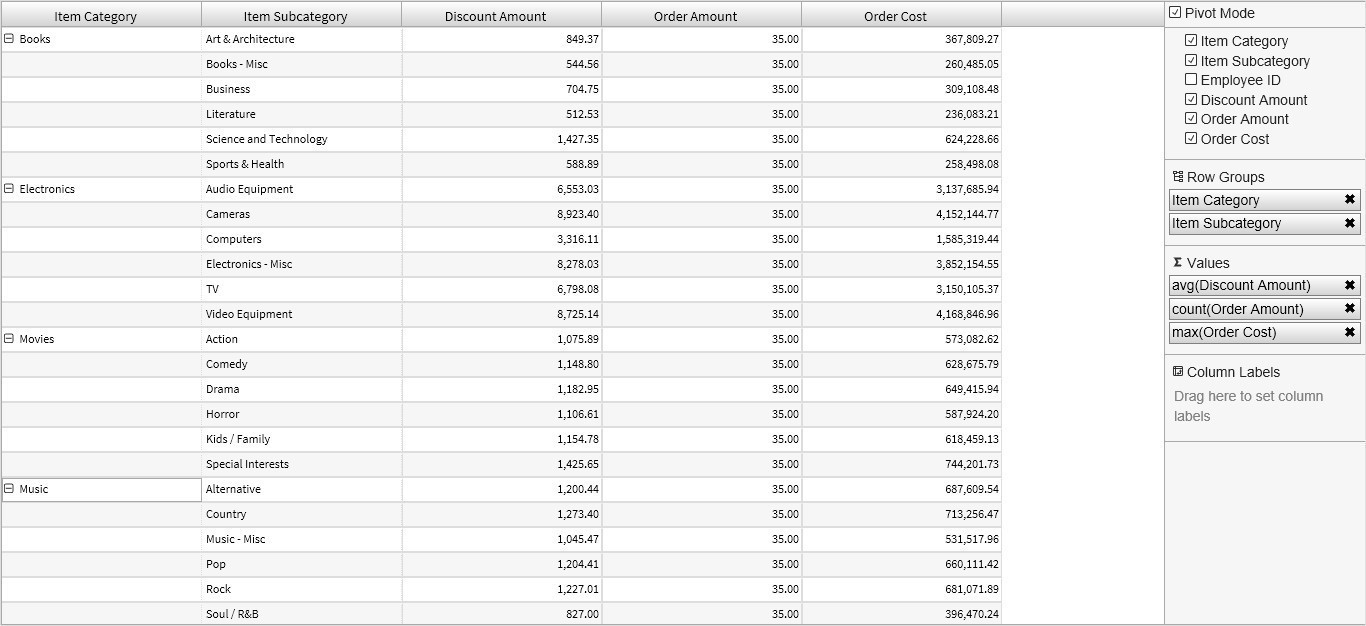 Item Category Item Subcategory Discount Amount Order Amount Order Cost
Books Art & Architecture 849.37 35.00 367,809.27
Books - Misc 544.56 35.00 260,485.05
Business 704.75 35.00 309,108.48
Literature 512.53 35.00 236,083.21
Science and Technology 1,427.35 35.00 624,228.66
Sports & Health 588.89 35.00 258,498.08
Electronics Audio Equipment 6,553.03 35.00 3,137,685.94
Cameras 8,923.40 35.00 4,152,144.77
Computers 3,316.11 35.00 1,585,319.44
Electronics - Misc 8,278.03 35.00 3,852,154.55
TV 6,798.08 35.00 3,150,105.37
Video Equipment 8,725.14 35.00 4,168,846.96
Movies Action 1,075.89 35.00 573,082.62
Comedy 1,148.80 35.00 628,675.79
Drama 1,182.95 35.00 649,415.94
Horror 1,106.61 35.00 587,924.20
Kids / Family 1,154.78 35.00 618,459.13
Special Interests 1,425.65 35.00 744,201.73
Music Alternative 1,200.44 35.00 687,609.54
Country 1,273.40 35.00 713,256.47
Music - Misc 1,045.47 35.00 531,517.96
Pop 1,204.41 35.00 660,111.42
Rock 1,227.01 35.00 681,071.89
Soul / R&B 827.00 35.00 396,470.24
Pivot Mode
Item Category
Item Subcategory
Employee ID
Discount Amount
Order Amount
Order Cost
Row Groups
Item Category
Item Subcategory
Σ Values
avg(Discount Amount)
count(Order Amount)
max(Order Cost)
Column Labels
Drag here to set column
labels